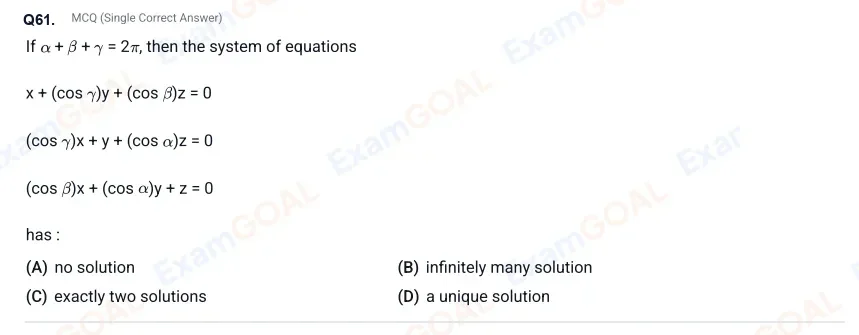 Q61. MCQ (Single Correct Answer)
If α + β + γ = 2π, then the system of equations
x + (cos γ)y + (cos β)z = 0
(cos γ)x + y + (cos α)z = 0
(cos β)x + (cos α)y + z = 0
has :
(A) no solution (B) infinitely many solution
(C) exactly two solutions (D) a unique solution